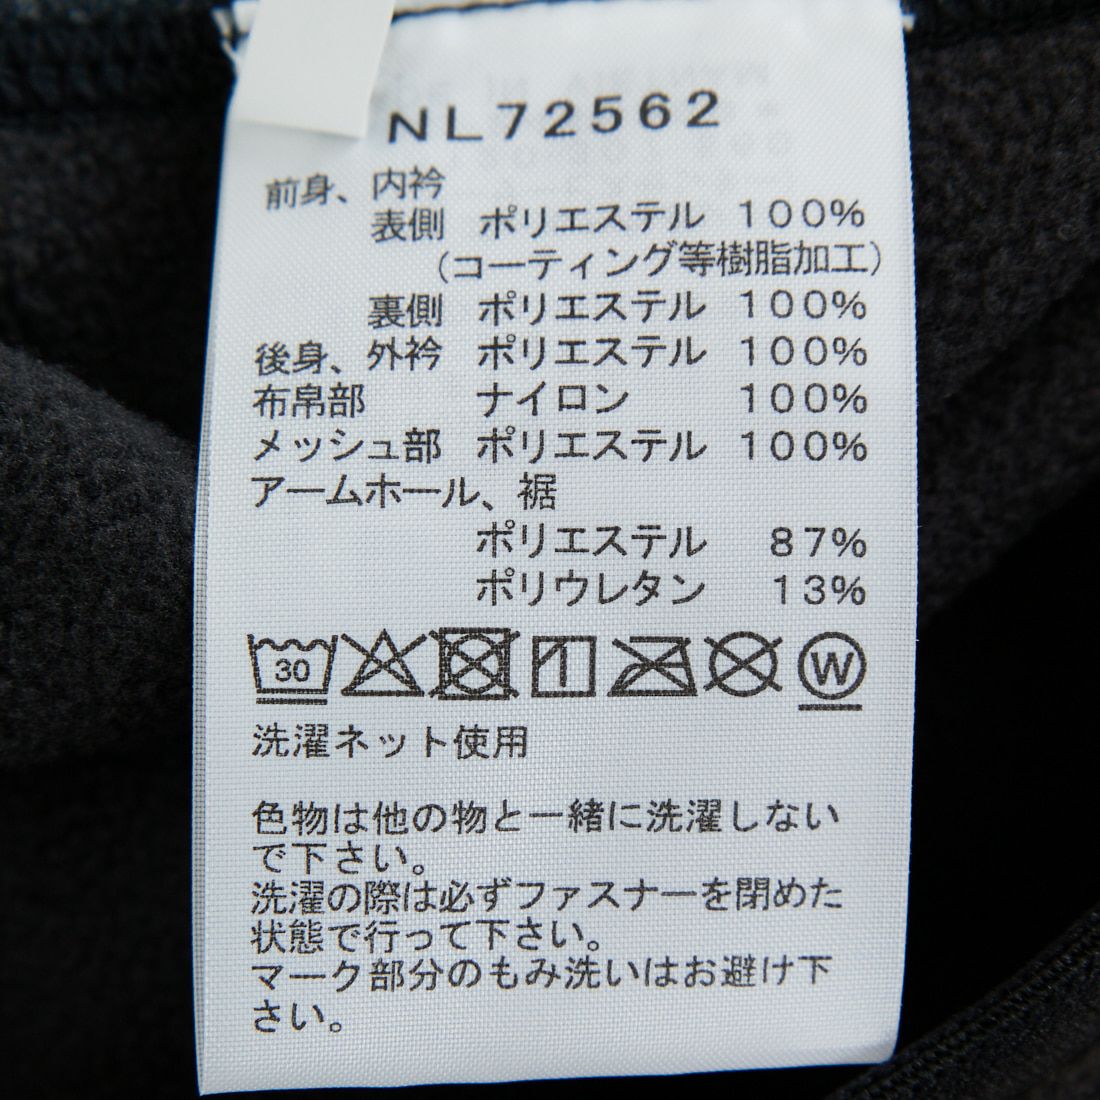 NL72562
前身、内衿
表側 ポリエステル 100%
(コーティング等樹脂加工)
裏側 ポリエステル 100%
後身、外衿 ポリエステル 100%
布帛部 ナイロン 100%
メッシュ部 ポリエステル 100%
アームホール、裾
ポリエステル 87%
ポリウレタン 13%
30 W
洗濯ネット使用
色物は他の物と一緒に洗濯しない
で下さい。
洗濯の際は必ずファスナーを閉めた
状態で行って下さい。
マーク部分のもみ洗いはお避け下
さい。